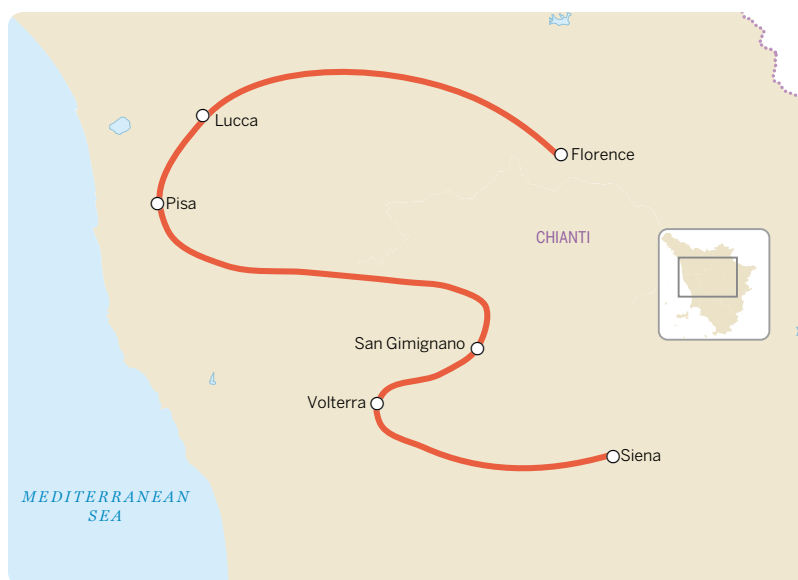 Lucca
Florence
Pisa
CHIANTI
San Gimignano
Volterra
Siena
MEDITERRANEAN
SEA